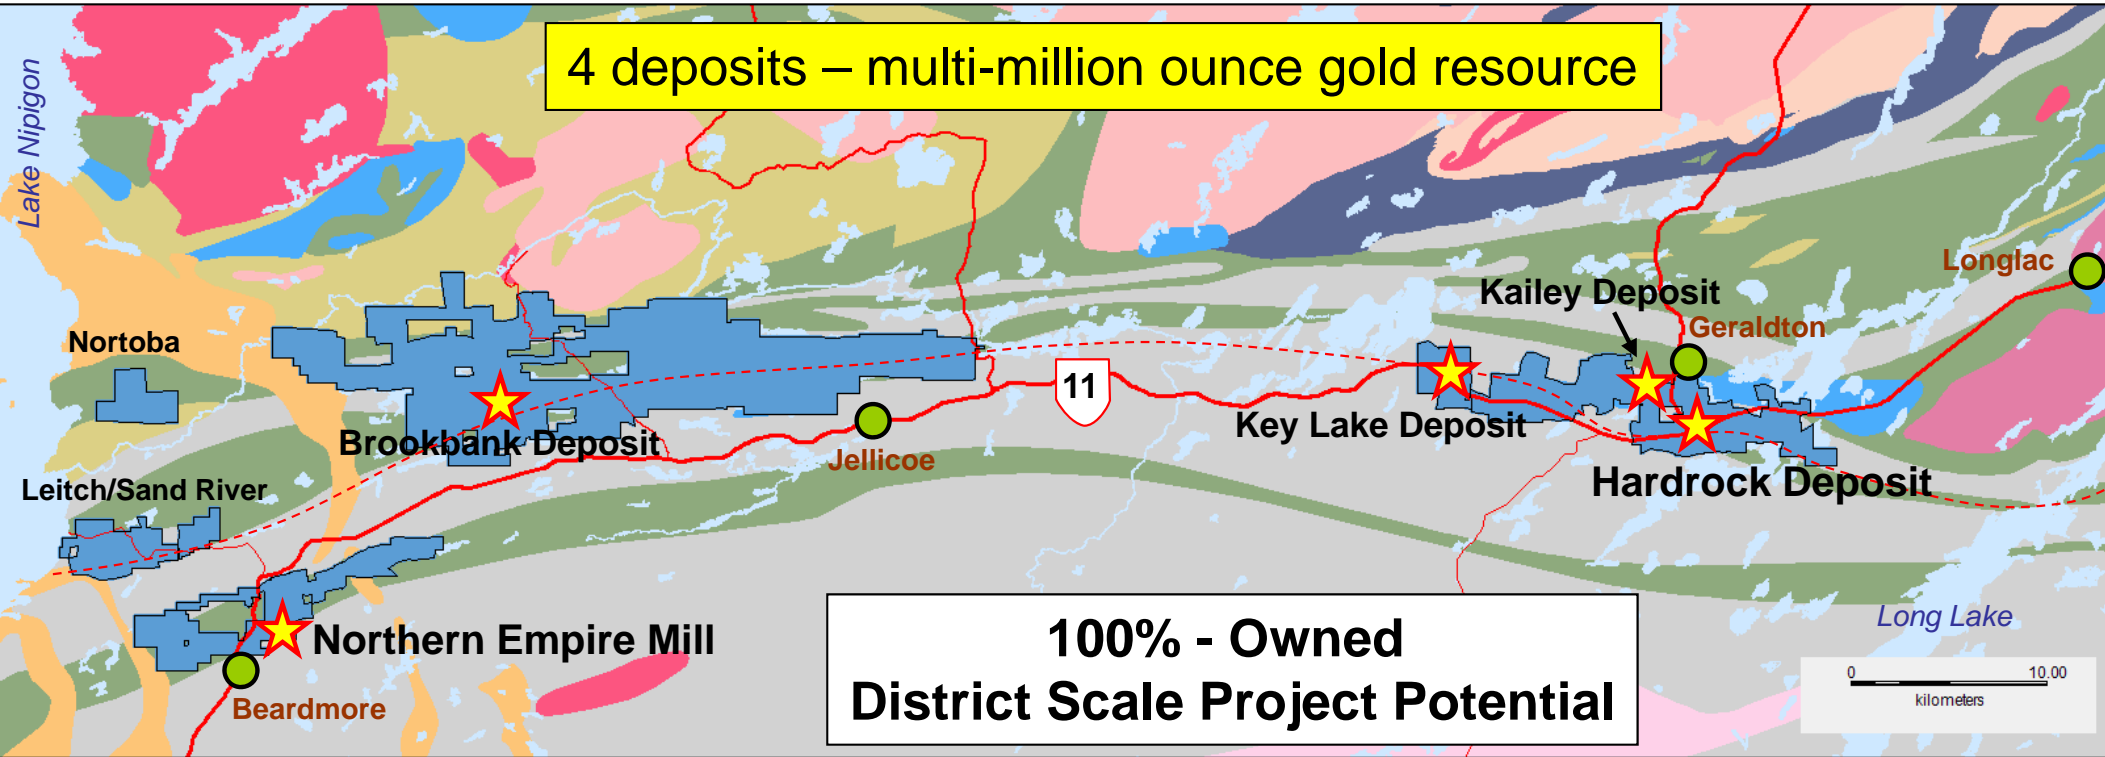 4 deposits – multi-million ounce gold resource
Lake Nipigon
Longlac
Kailey Deposit
Geraldton
Nortoba
11
Key Lake Deposit
Brookbank Deposit
Jellicoe
Hardrock Deposit
Leitch/Sand River
Long Lake
Northern Empire Mill
100% - Owned
District Scale Project Potential
0 10.00
kilometers
Beardmore